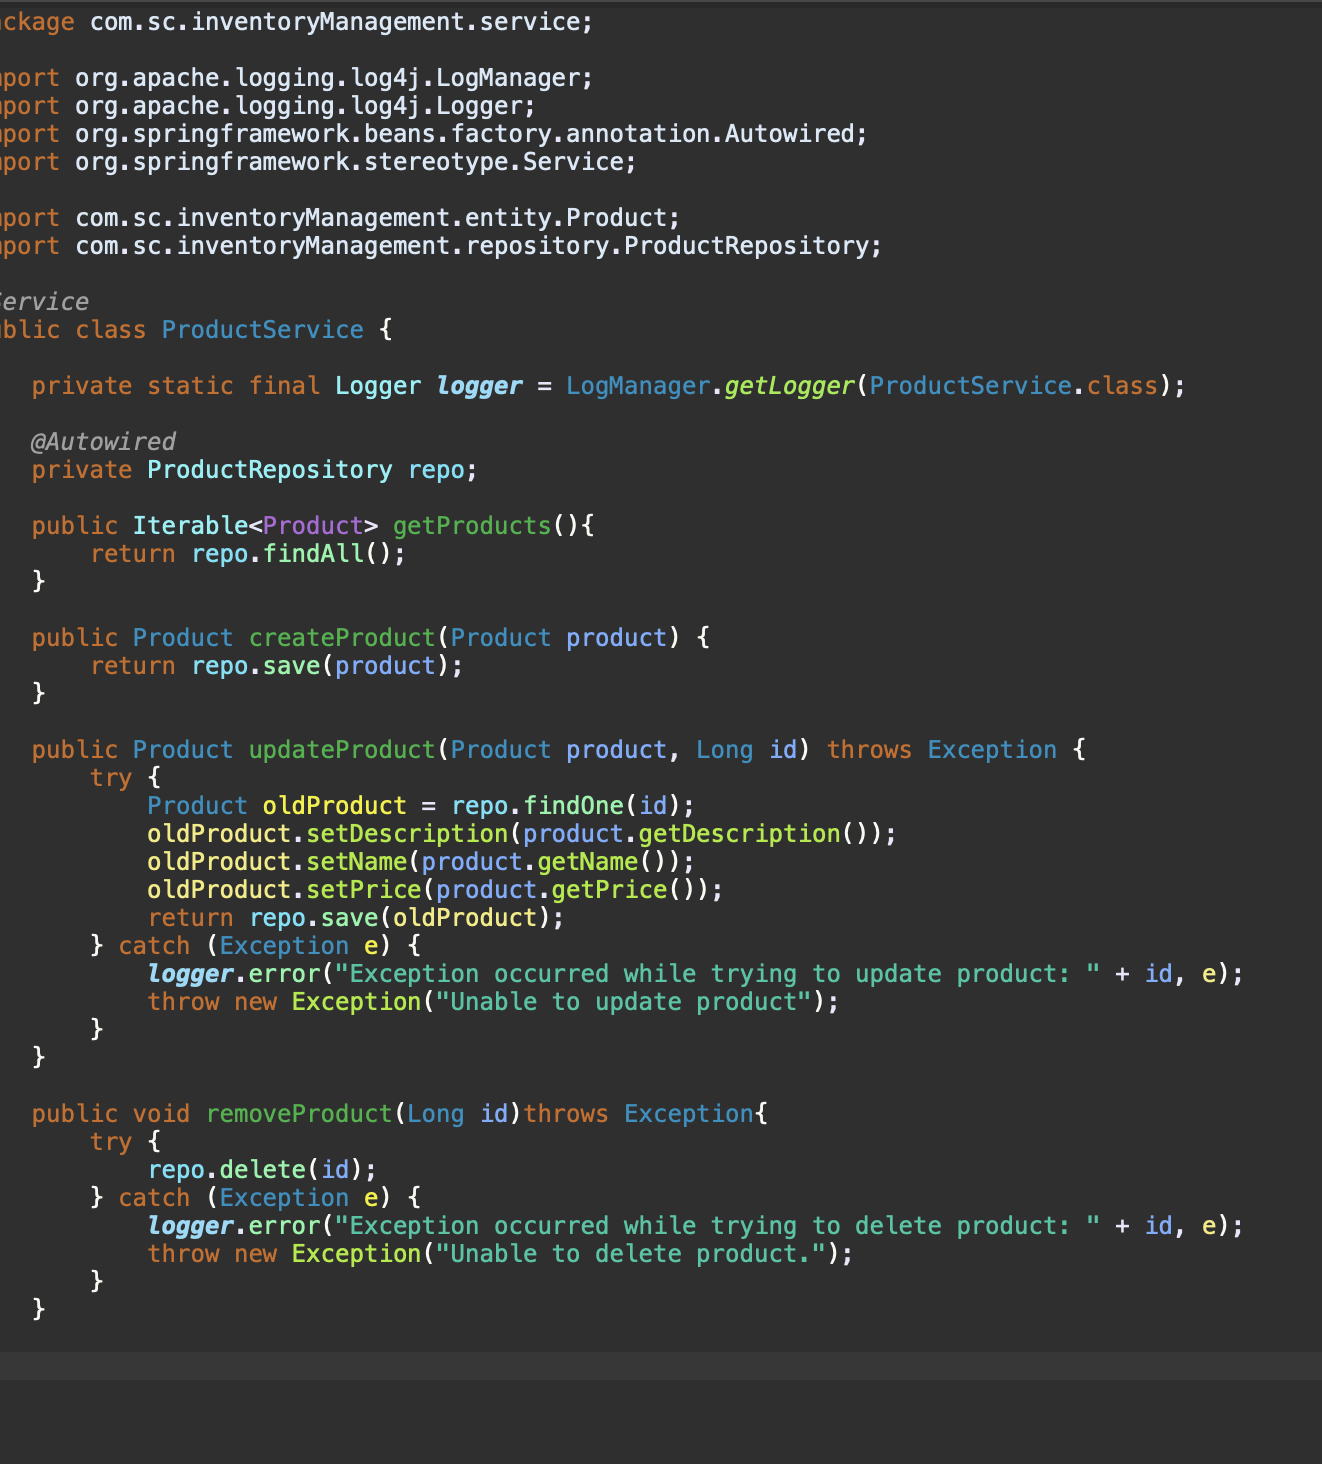 ckage com.sc.inventoryManagement.service;
port org.apache.logging.log4j.LogManager;
port org.apache.logging.log4j.Logger;
port org.springframework.beans.factory.annotation.Autowired;
port org.springframework.stereotype.Service;
port com.sc.inventoryManagement.entity.Product;
port com.sc.inventoryManagement.repository.ProductRepository;
ervice
blic class ProductService {
private static final Logger logger = LogManager.getLogger(ProductService.class);
@Autowired
private ProductRepository repo;
public Iterable<Product> getProducts(){
return repo.findAll();
}
public Product createProduct(Product product) {
return repo.save(product);
}
public Product updateProduct(Product product, Long id) throws Exception {
try {
Product oldProduct = repo.findOne(id);
oldProduct.setDescription(product.getDescription());
oldProduct.setName(product.getName());
oldProduct.setPrice(product.getPrice());
return repo.save(oldProduct);
} catch (Exception e) {
logger.error("Exception occurred while trying to update product: " + id, e);
throw new Exception("Unable to update product");
}
}
public void removeProduct(Long id)throws Exception{
try {
repo.delete(id);
} catch (Exception e) {
logger.error("Exception occurred while trying to delete product: " + id, e);
throw new Exception("Unable to delete product.");
}
}